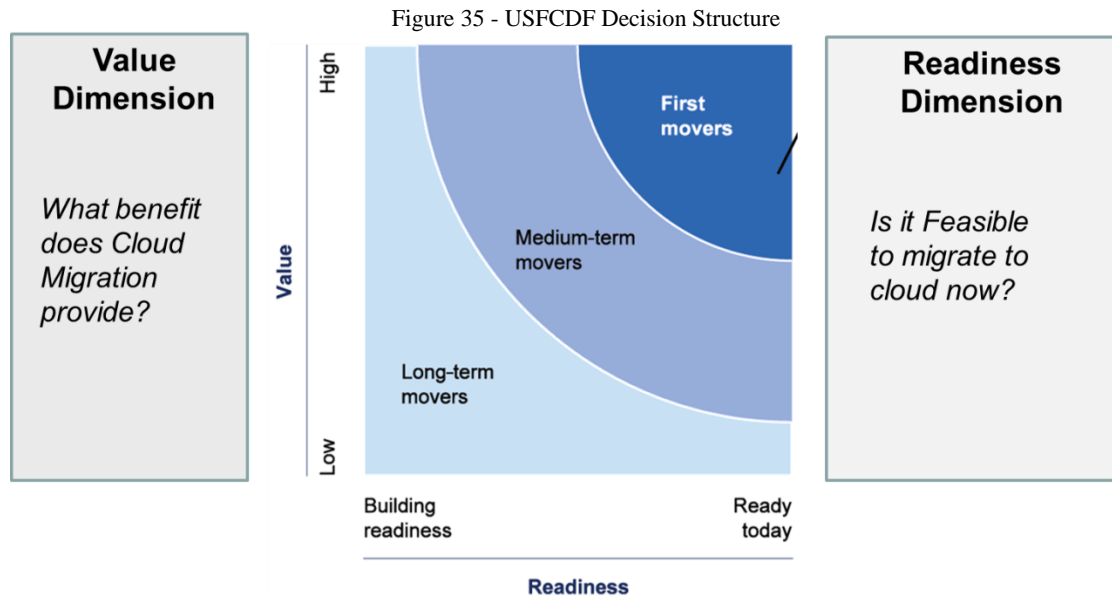 Figure 35 - USFCDF Decision Structure
Value
Dimension
What benefit
does Cloud
Migration
provide?
High
Value
Low
First
movers
Medium-term
movers
Long-term
movers
Building
readiness
Ready
today
Readiness
Readiness
Dimension
Is it Feasible
to migrate to
cloud now?